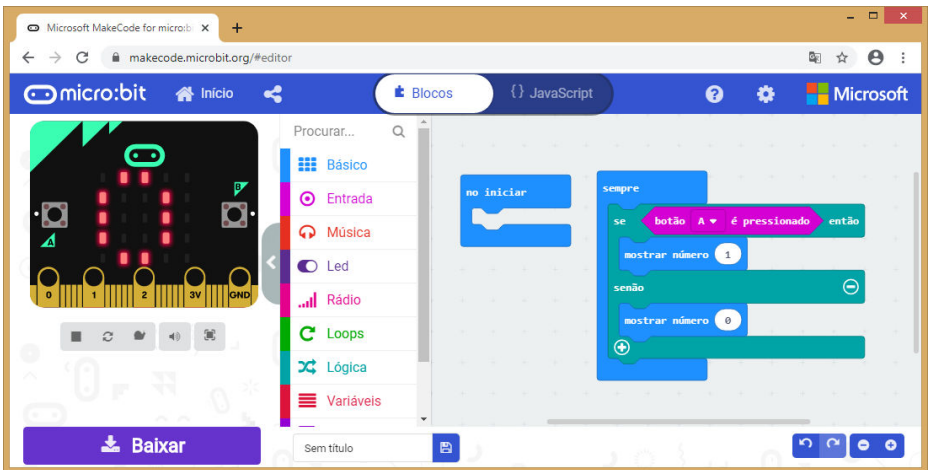 Microsoft MakeCode for micro:b
makecode.microbit.org/#editor
micro:bit
Início
Blocos
{ } JavaScript
Microsoft
A
B
0 1 2 3V GND
Procurar...
Básico
Entrada
Música
Led
Rádio
Loops
Lógica
Variáveis
no iniciar
sempre
se botão A é pressionado então
mostrar número 1
senão
mostrar número 0
Baixar
Sem título